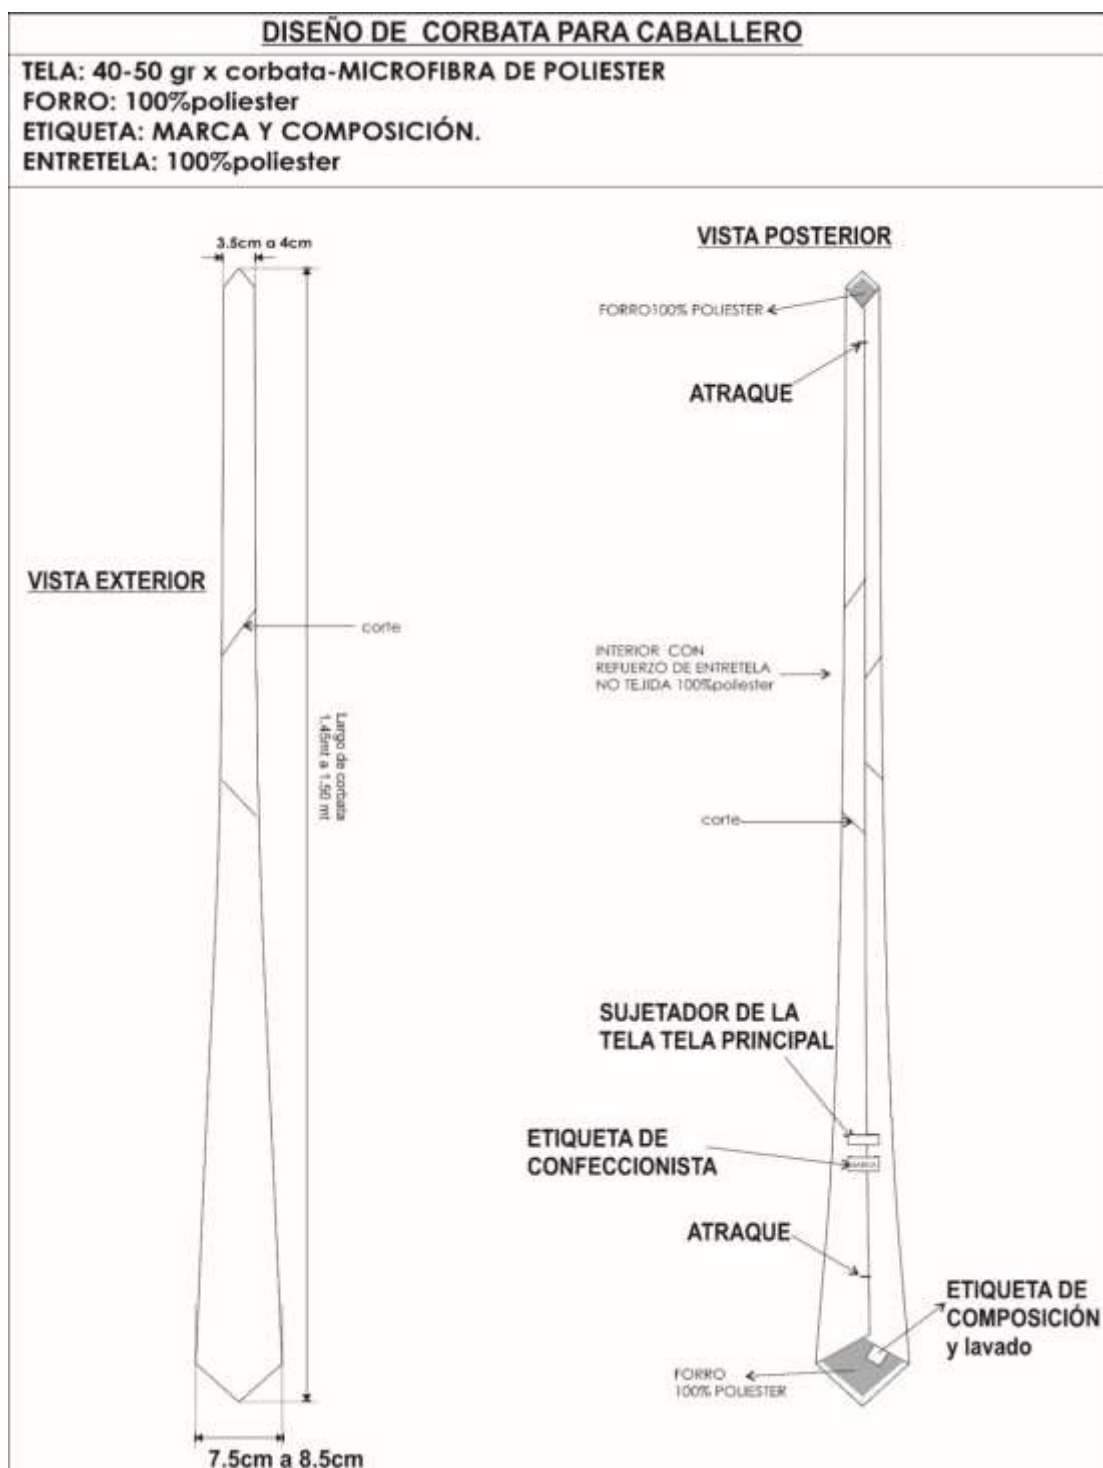 DISEÑO DE CORBATA PARA CABALLERO
TELA: 40-50 gr x corbata-MICROFIBRA DE POLIESTER
FORRO: 100%poliester
ETIQUETA: MARCA Y COMPOSICIÓN.
ENTRETELA: 100%poliester
3.5cm a 4cm
VISTA EXTERIOR
corte
Largo de corbata
1.45mt a 1.50 mt
7.5cm a 8.5cm
VISTA POSTERIOR
FORRO100% POLIESTER
ATRAQUE
INTERIOR CON
REFUERZO DE ENTRETELA
NO TEJIDA 100%poliester
corte
SUJETADOR DE LA
TELA TELA PRINCIPAL
ETIQUETA DE
CONFECCIONISTA
MARCA
ATRAQUE
ETIQUETA DE
COMPOSICIÓN
y lavado
FORRO
100% POLIESTER